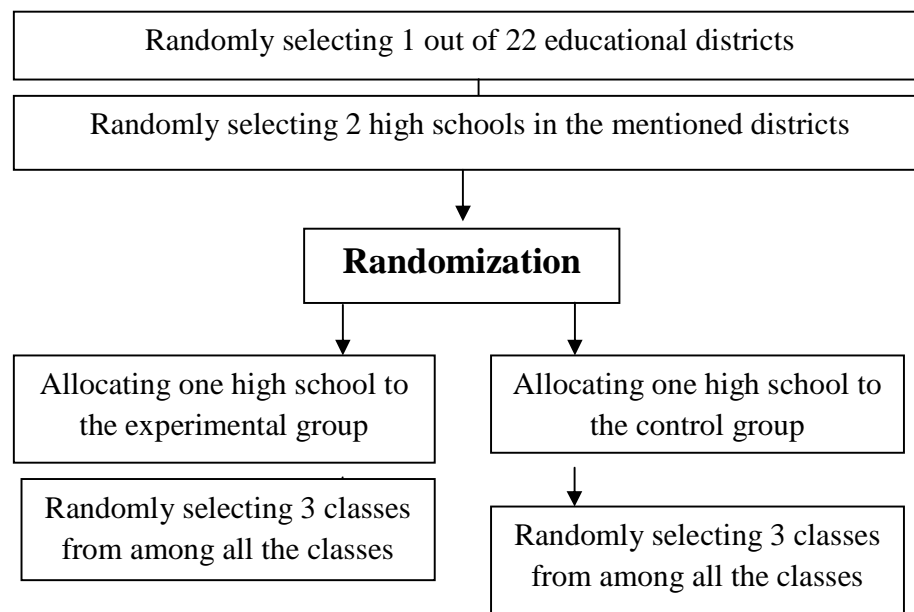 Randomly selecting 1 out of 22 educational districts
Randomly selecting 2 high schools in the mentioned districts
Randomization
Allocating one high school to
the experimental group
Allocating one high school to
the control group
Randomly selecting 3 classes
from among all the classes
Randomly selecting 3 classes
from among all the classes